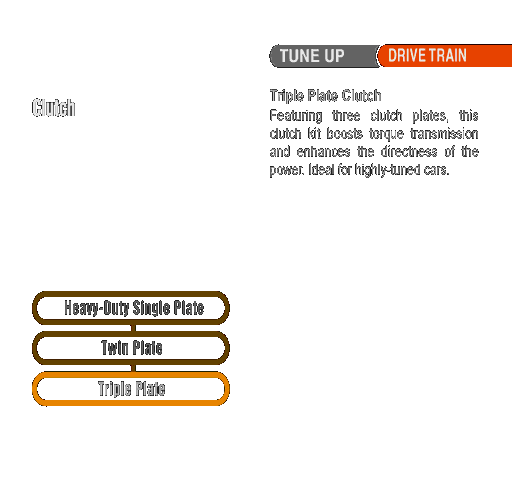 TUNE UP DRIVE TRAIN
Clutch
Triple Plate Clutch
Featuring three clutch plates, this
clutch kit boosts torque transmission
and enhances the directness of the
power. Ideal for highly-tuned cars.
Heavy-Duty Single Plate
Twin Plate
Triple Plate